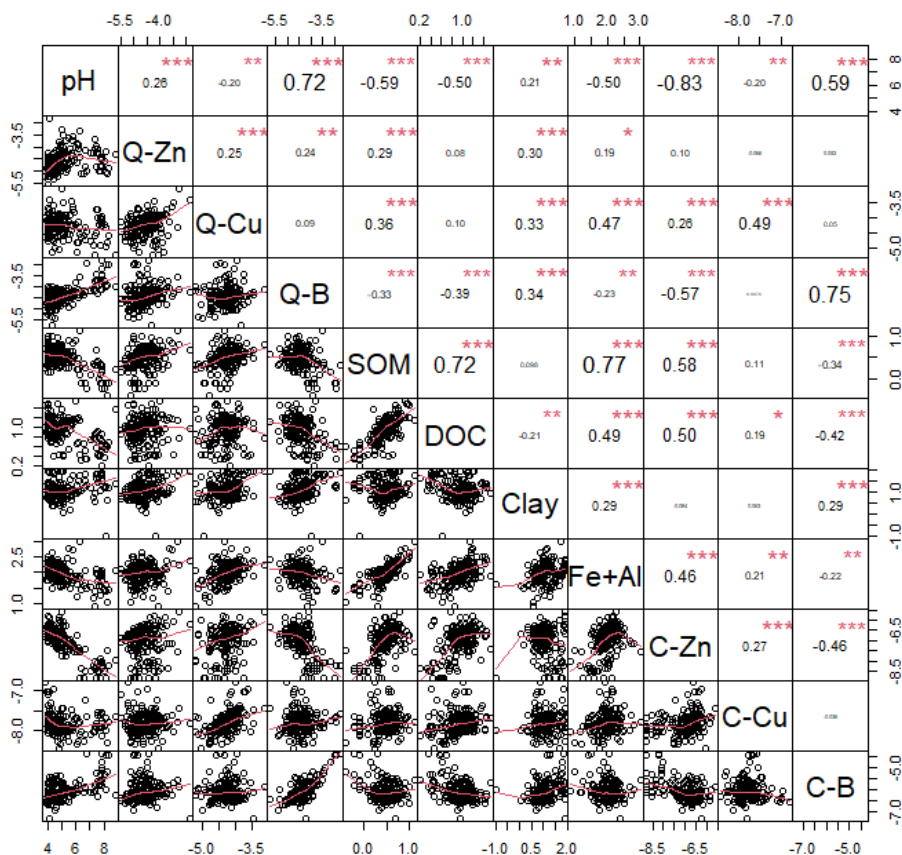 -5.5 -4.0 -5.5 -3.5 0.2 1.0 1.0 2.0 3.0 -8.0 -7.0
pH 0.26 *** -0.20 ** 0.72 *** -0.59 *** -0.50 *** 0.21 ** -0.50 *** -0.83 *** -0.20 ** 0.59 *** 4 6 8
-5.5 -3.5 Q-Zn 0.25 *** 0.24 ** 0.29 *** 0.08 0.30 *** 0.19 * 0.10
Q-Cu 0.09 0.36 *** 0.10 0.33 *** 0.47 *** 0.26 *** 0.49 *** 0.05 -5.0 -3.5
-5.5 -3.5 Q-B -0.33 *** -0.39 *** 0.34 *** -0.23 ** -0.57 *** 0.75 ***
SOM 0.72 *** 0.098 0.77 *** 0.58 *** 0.11 -0.34 *** 0.0 1.0
0.2 1.0 DOC -0.21 ** 0.49 *** 0.50 *** 0.19 * -0.42 ***
Clay 0.29 *** 0.29 *** -1.0 1.0
1.0 2.5 Fe+Al 0.46 *** 0.21 ** -0.22 **
C-Zn 0.27 *** -0.46 *** -8.5 -6.5
-8.0 -7.0 C-Cu
C-B -7.0 -5.0
4 6 8 -5.0 -3.5 0.0 1.0 -1.0 0.5 2.0 -8.5 -6.5 -7.0 -5.0